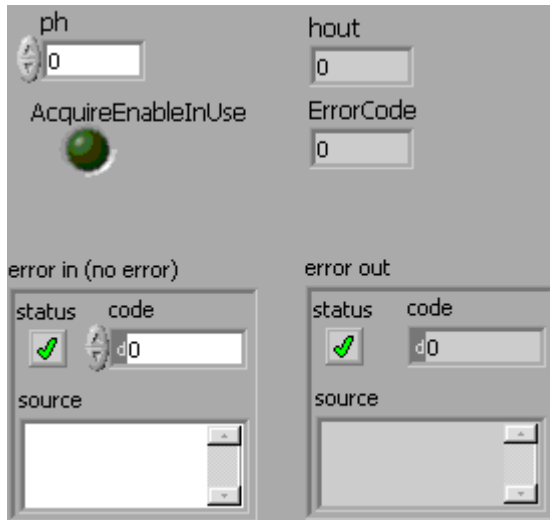 ph
hout
0
0
AcquireEnableInUse
ErrorCode
0
error in (no error)
error out
status code
status code
d0
d0
source
source